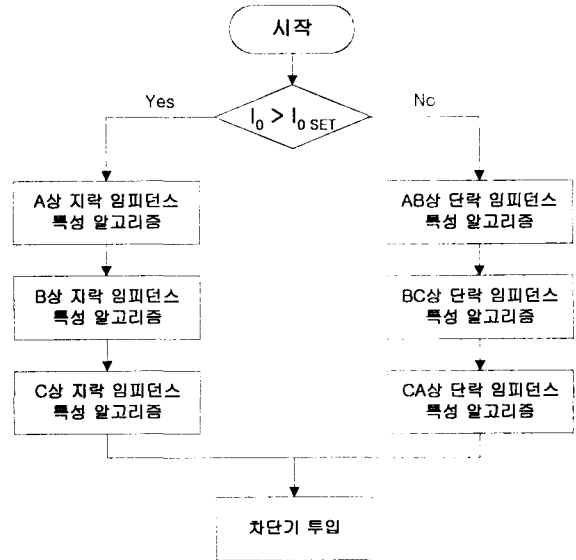 시작
I₀ > I₀ SET
Yes
No
A상 지락 임피던스
특성 알고리즘
AB상 단락 임피던스
특성 알고리즘
B상 지락 임피던스
특성 알고리즘
BC상 단락 임피던스
특성 알고리즘
C상 지락 임피던스
특성 알고리즘
CA상 단락 임피던스
특성 알고리즘
차단기 투입